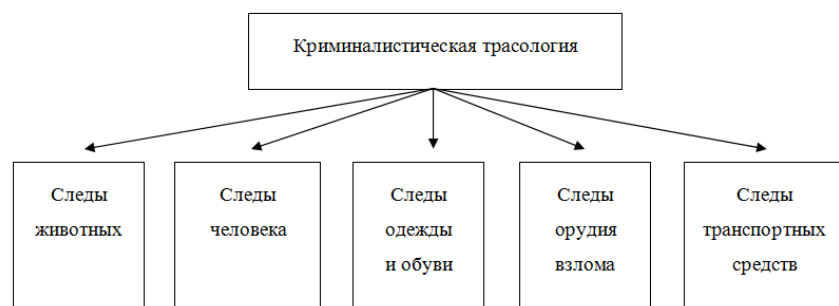 Криминалистическая трасология
Следы
животных
Следы
человека
Следы
одежды
и обуви
Следы
орудия
взлома
Следы
транспортных
средств